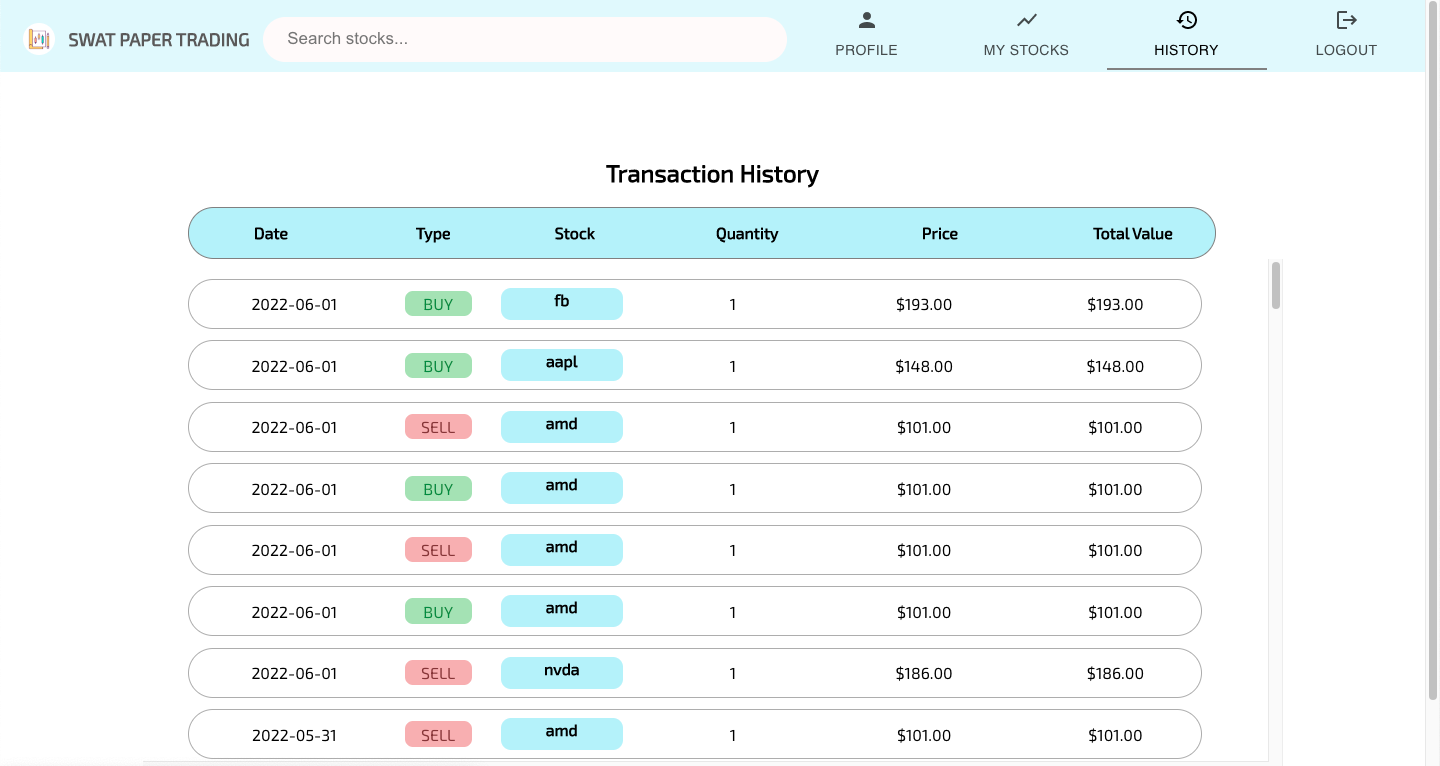 SWAT PAPER TRADING Search stocks... PROFILE MY STOCKS HISTORY LOGOUT
Transaction History
Date Type Stock Quantity Price Total Value
2022-06-01 BUY fb 1 $193.00 $193.00
2022-06-01 BUY aapl 1 $148.00 $148.00
2022-06-01 SELL amd 1 $101.00 $101.00
2022-06-01 BUY amd 1 $101.00 $101.00
2022-06-01 SELL amd 1 $101.00 $101.00
2022-06-01 BUY amd 1 $101.00 $101.00
2022-06-01 SELL nvda 1 $186.00 $186.00
2022-05-31 SELL amd 1 $101.00 $101.00